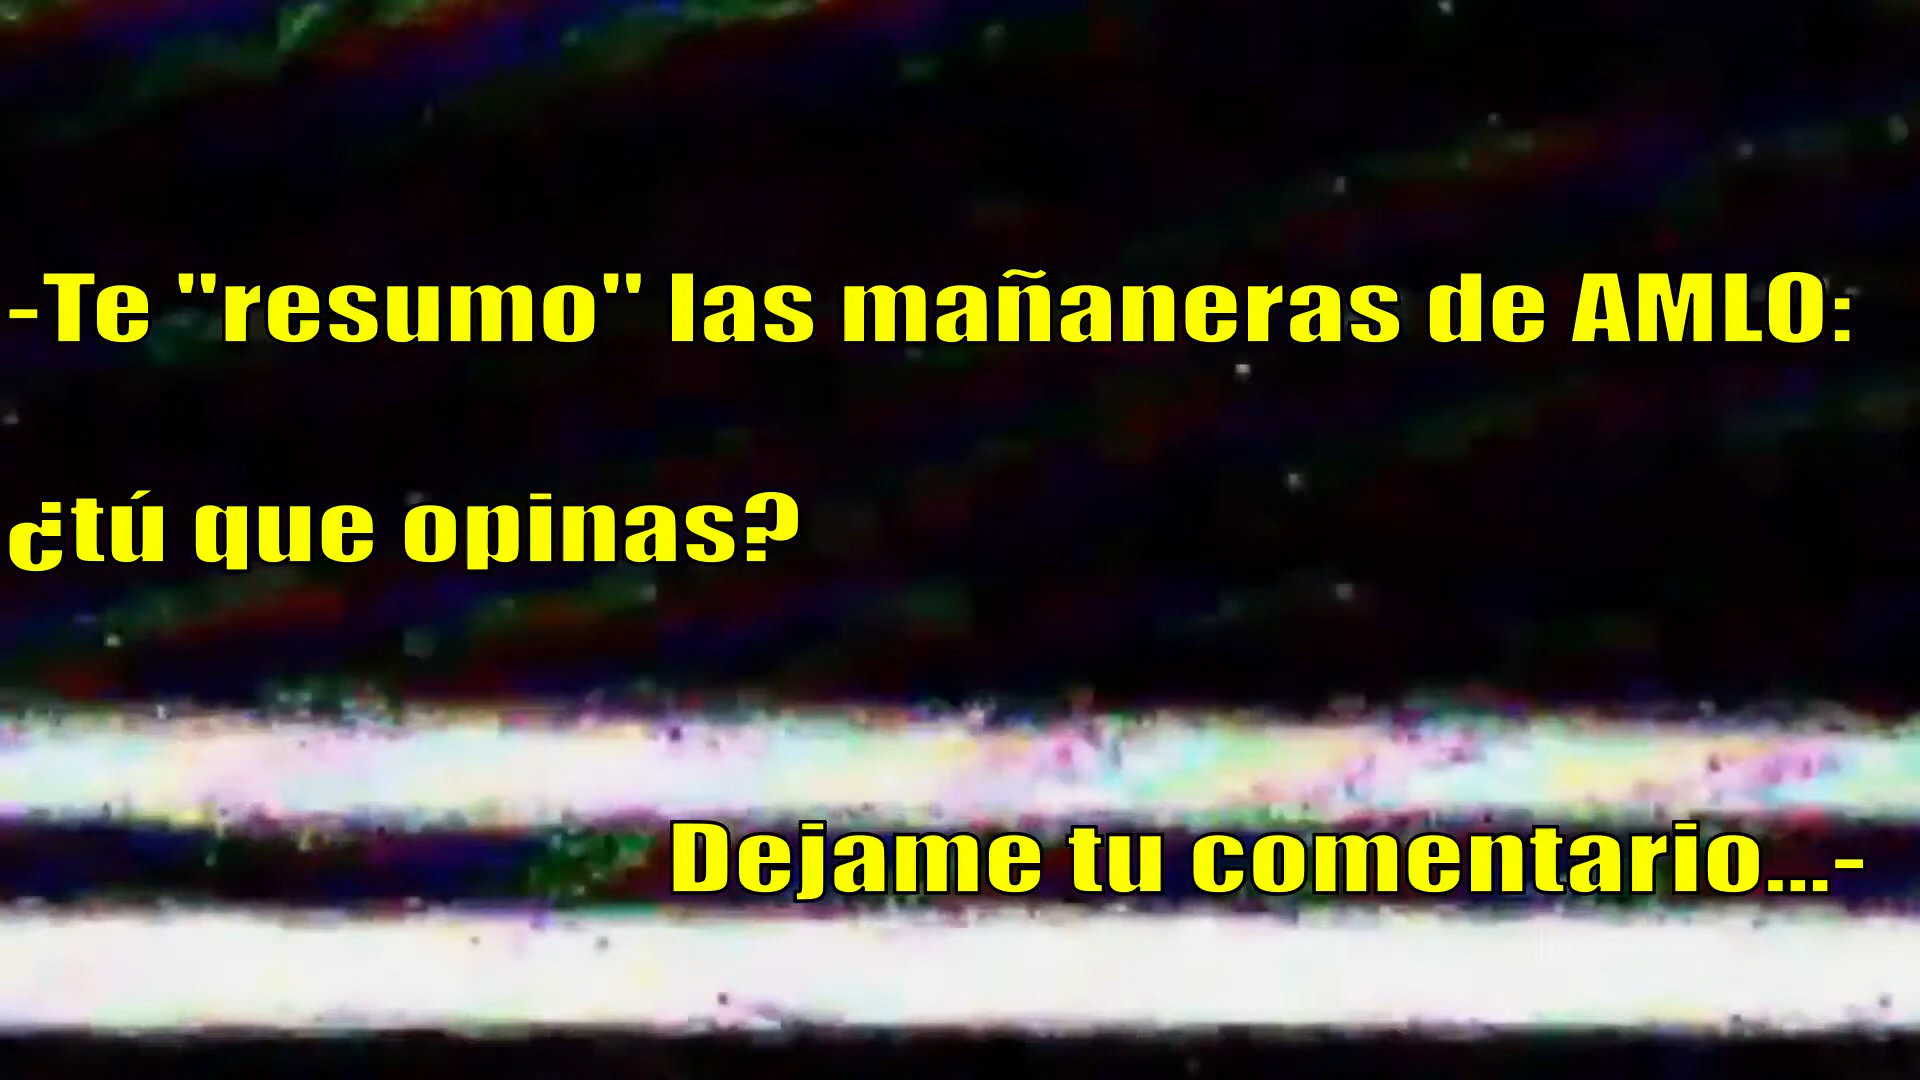 -Te "resumo" las mañaneras de AMLO:
¿tú que opinas?
Dejame tu comentario...-